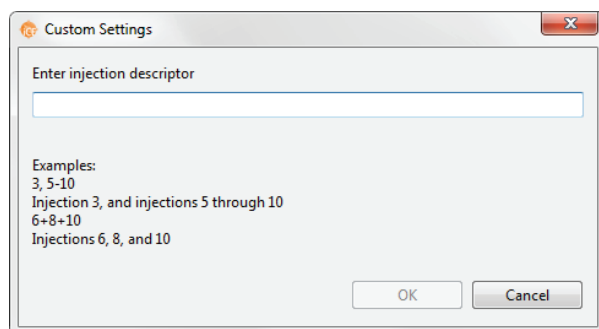 Custom Settings
Enter injection descriptor
Examples:
3, 5-10
Injection 3, and injections 5 through 10
6+8+10
Injections 6, 8, and 10
OK
Cancel